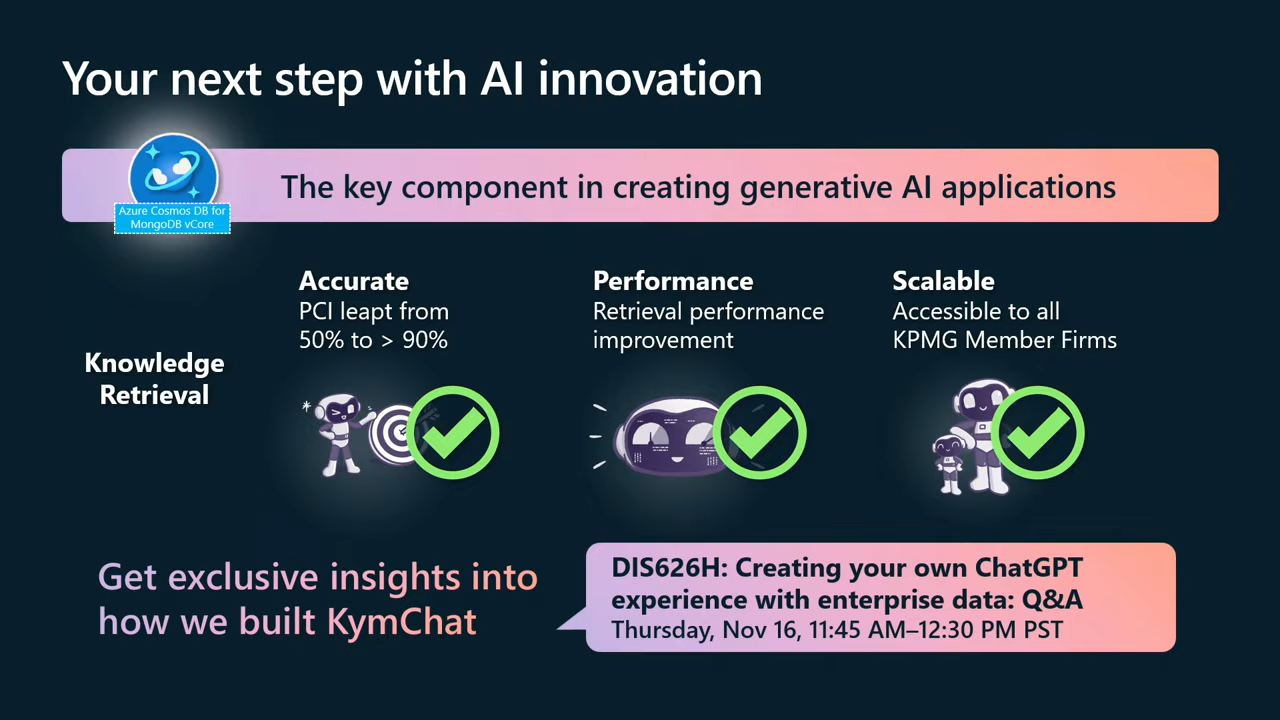 Your next step with AI innovation
Azure Cosmos DB for
MongoDB vCore
The key component in creating generative AI applications
Knowledge
Retrieval
Accurate
PCI leapt from
50% to > 90%
Performance
Retrieval performance
improvement
Scalable
Accessible to all
KPMG Member Firms
Get exclusive insights into
how we built KymChat
DIS626H: Creating your own ChatGPT
experience with enterprise data: Q&A
Thursday, Nov 16, 11:45 AM–12:30 PM PST